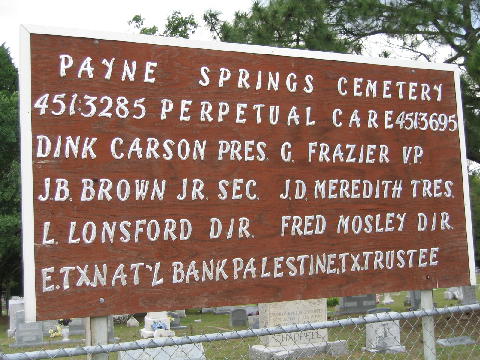 PAYNE SPRINGS CEMETERY
451:3285 PERPETUAL CARE 451:3695
DINK CARSON PRES. G. FRAZIER V.P.
J.B. BROWN JR. SEC. J.D. MEREDITH TRES.
L. LONSFORD DIR. FRED MOSLEY DIR.
E.TX.NAT'L BANK PALESTINE,TX.TRUSTEE
CHAFFELL